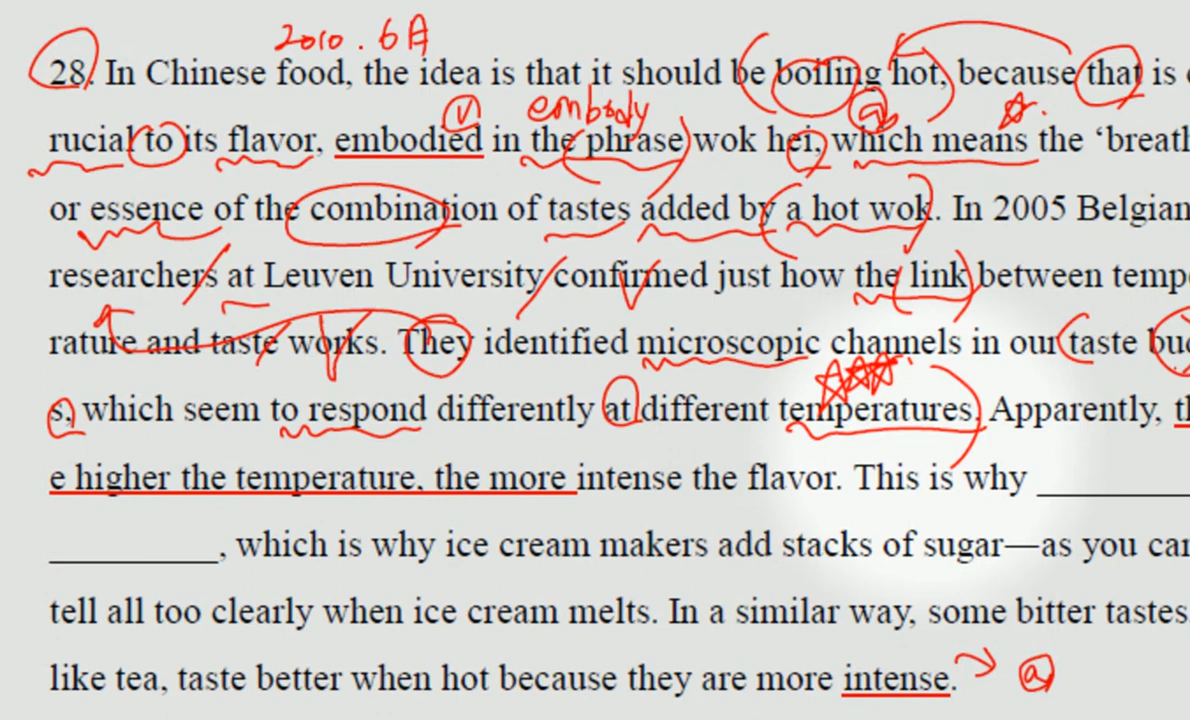 2010. 6A
28. In Chinese food, the idea is that it should be boiling hot, because that is c
embody
rucial to its flavor, embodied in the phrase wok hei, which means the ‘breath
or essence of the combination of tastes added by a hot wok. In 2005 Belgian
researchers at Leuven University confirmed just how the link between tempe
rature and taste works. They identified microscopic channels in our taste bud
s, which seem to respond differently at different temperatures. Apparently, th
e higher the temperature, the more intense the flavor. This is why ____________
____________, which is why ice cream makers add stacks of sugar—as you can
tell all too clearly when ice cream melts. In a similar way, some bitter tastes,
like tea, taste better when hot because they are more intense. → ⓐ